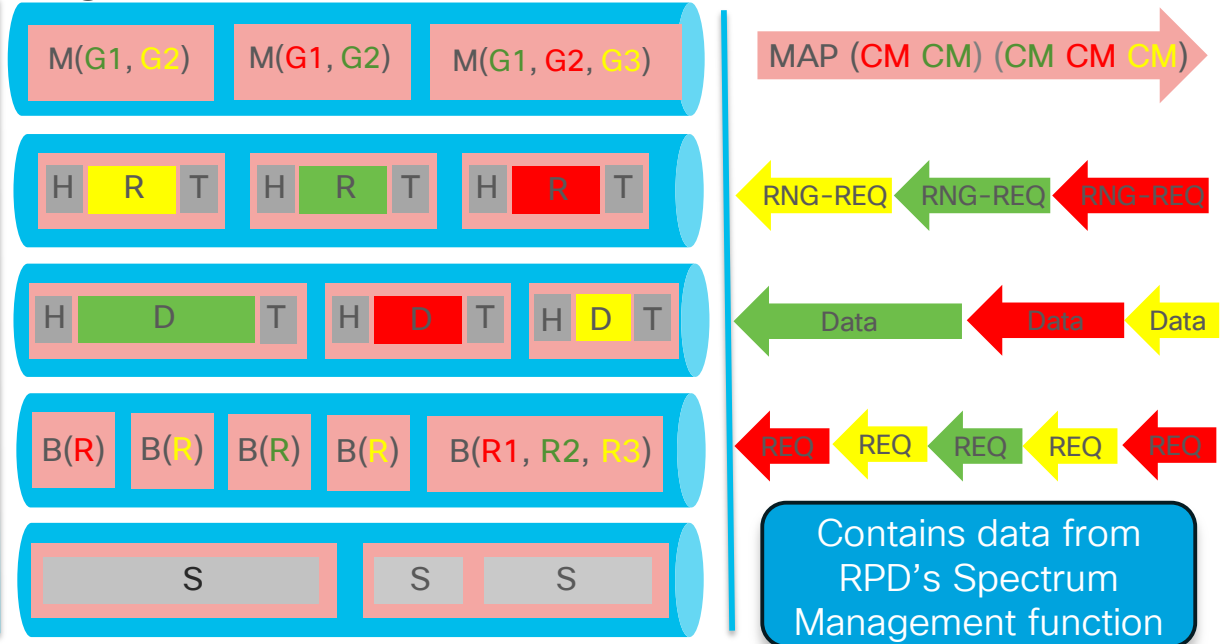 M(G1, G2) M(G1, G2) M(G1, G2, G3)
MAP (CM CM) (CM CM CM)
H R T H R T H R T
RNG-REQ RNG-REQ RNG-REQ
H D T H D T H D T
Data Data Data
B(R) B(R) B(R) B(R) B(R1, R2, R3)
REQ REQ REQ REQ REQ
S S S
Contains data from
RPD's Spectrum
Management function